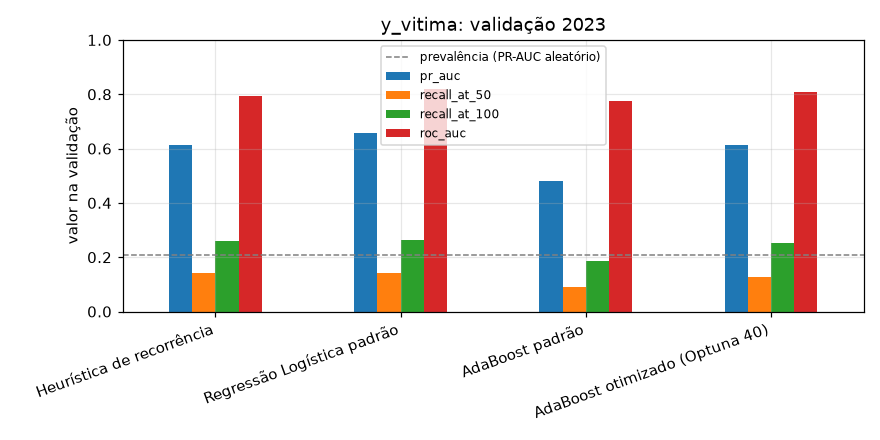 y_vitima: validação 2023
valor na validação
1.0
0.8
0.6
0.4
0.2
0.0
prevalência (PR-AUC aleatório)
pr_auc
recall_at_50
recall_at_100
roc_auc
Heurística de recorrência
Regressão Logística padrão
AdaBoost padrão
AdaBoost otimizado (Optuna 40)